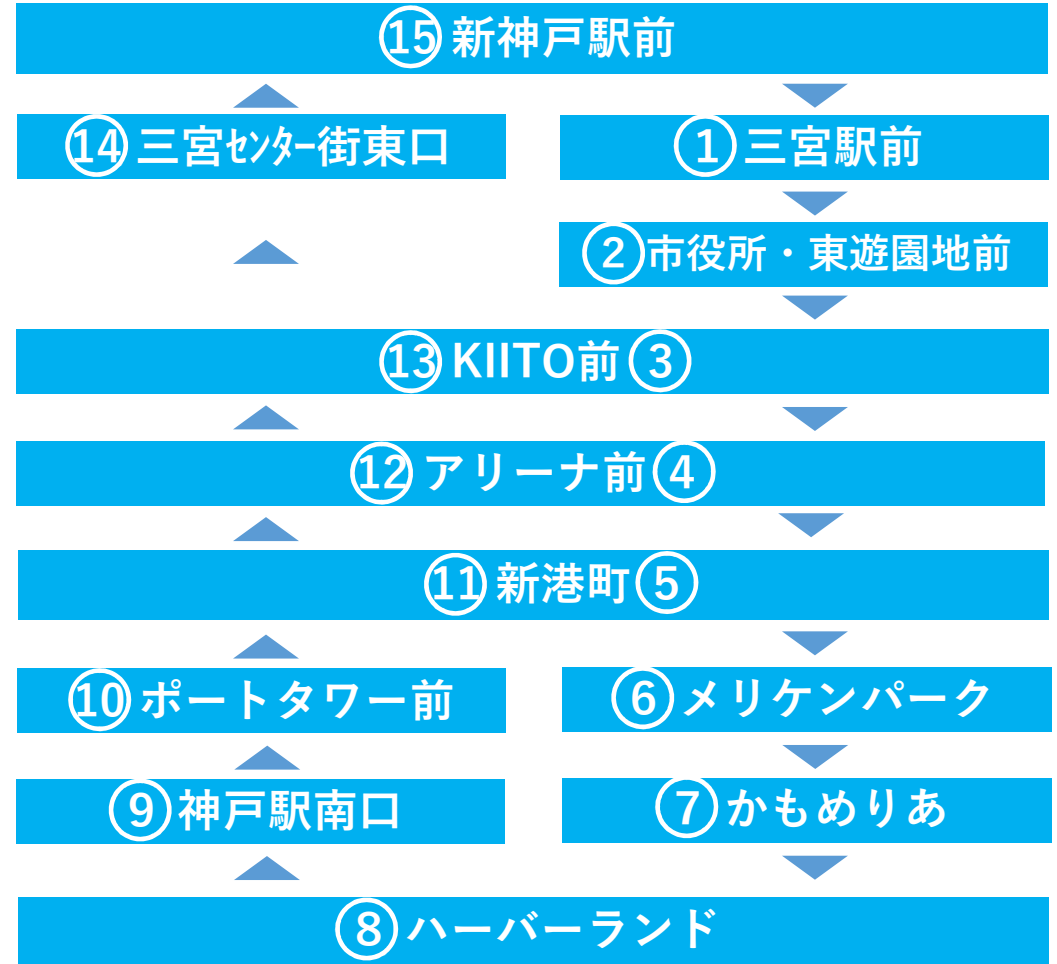 ⑮新神戸駅前
⑭三宮センター街東口
①三宮駅前
②市役所・東遊園地前
⑬KIITO前③
⑫アリーナ前④
⑪新港町⑤
⑩ポートタワー前
⑥メリケンパーク
⑨神戸駅南口
⑦かもめりあ
⑧ハーバーランド